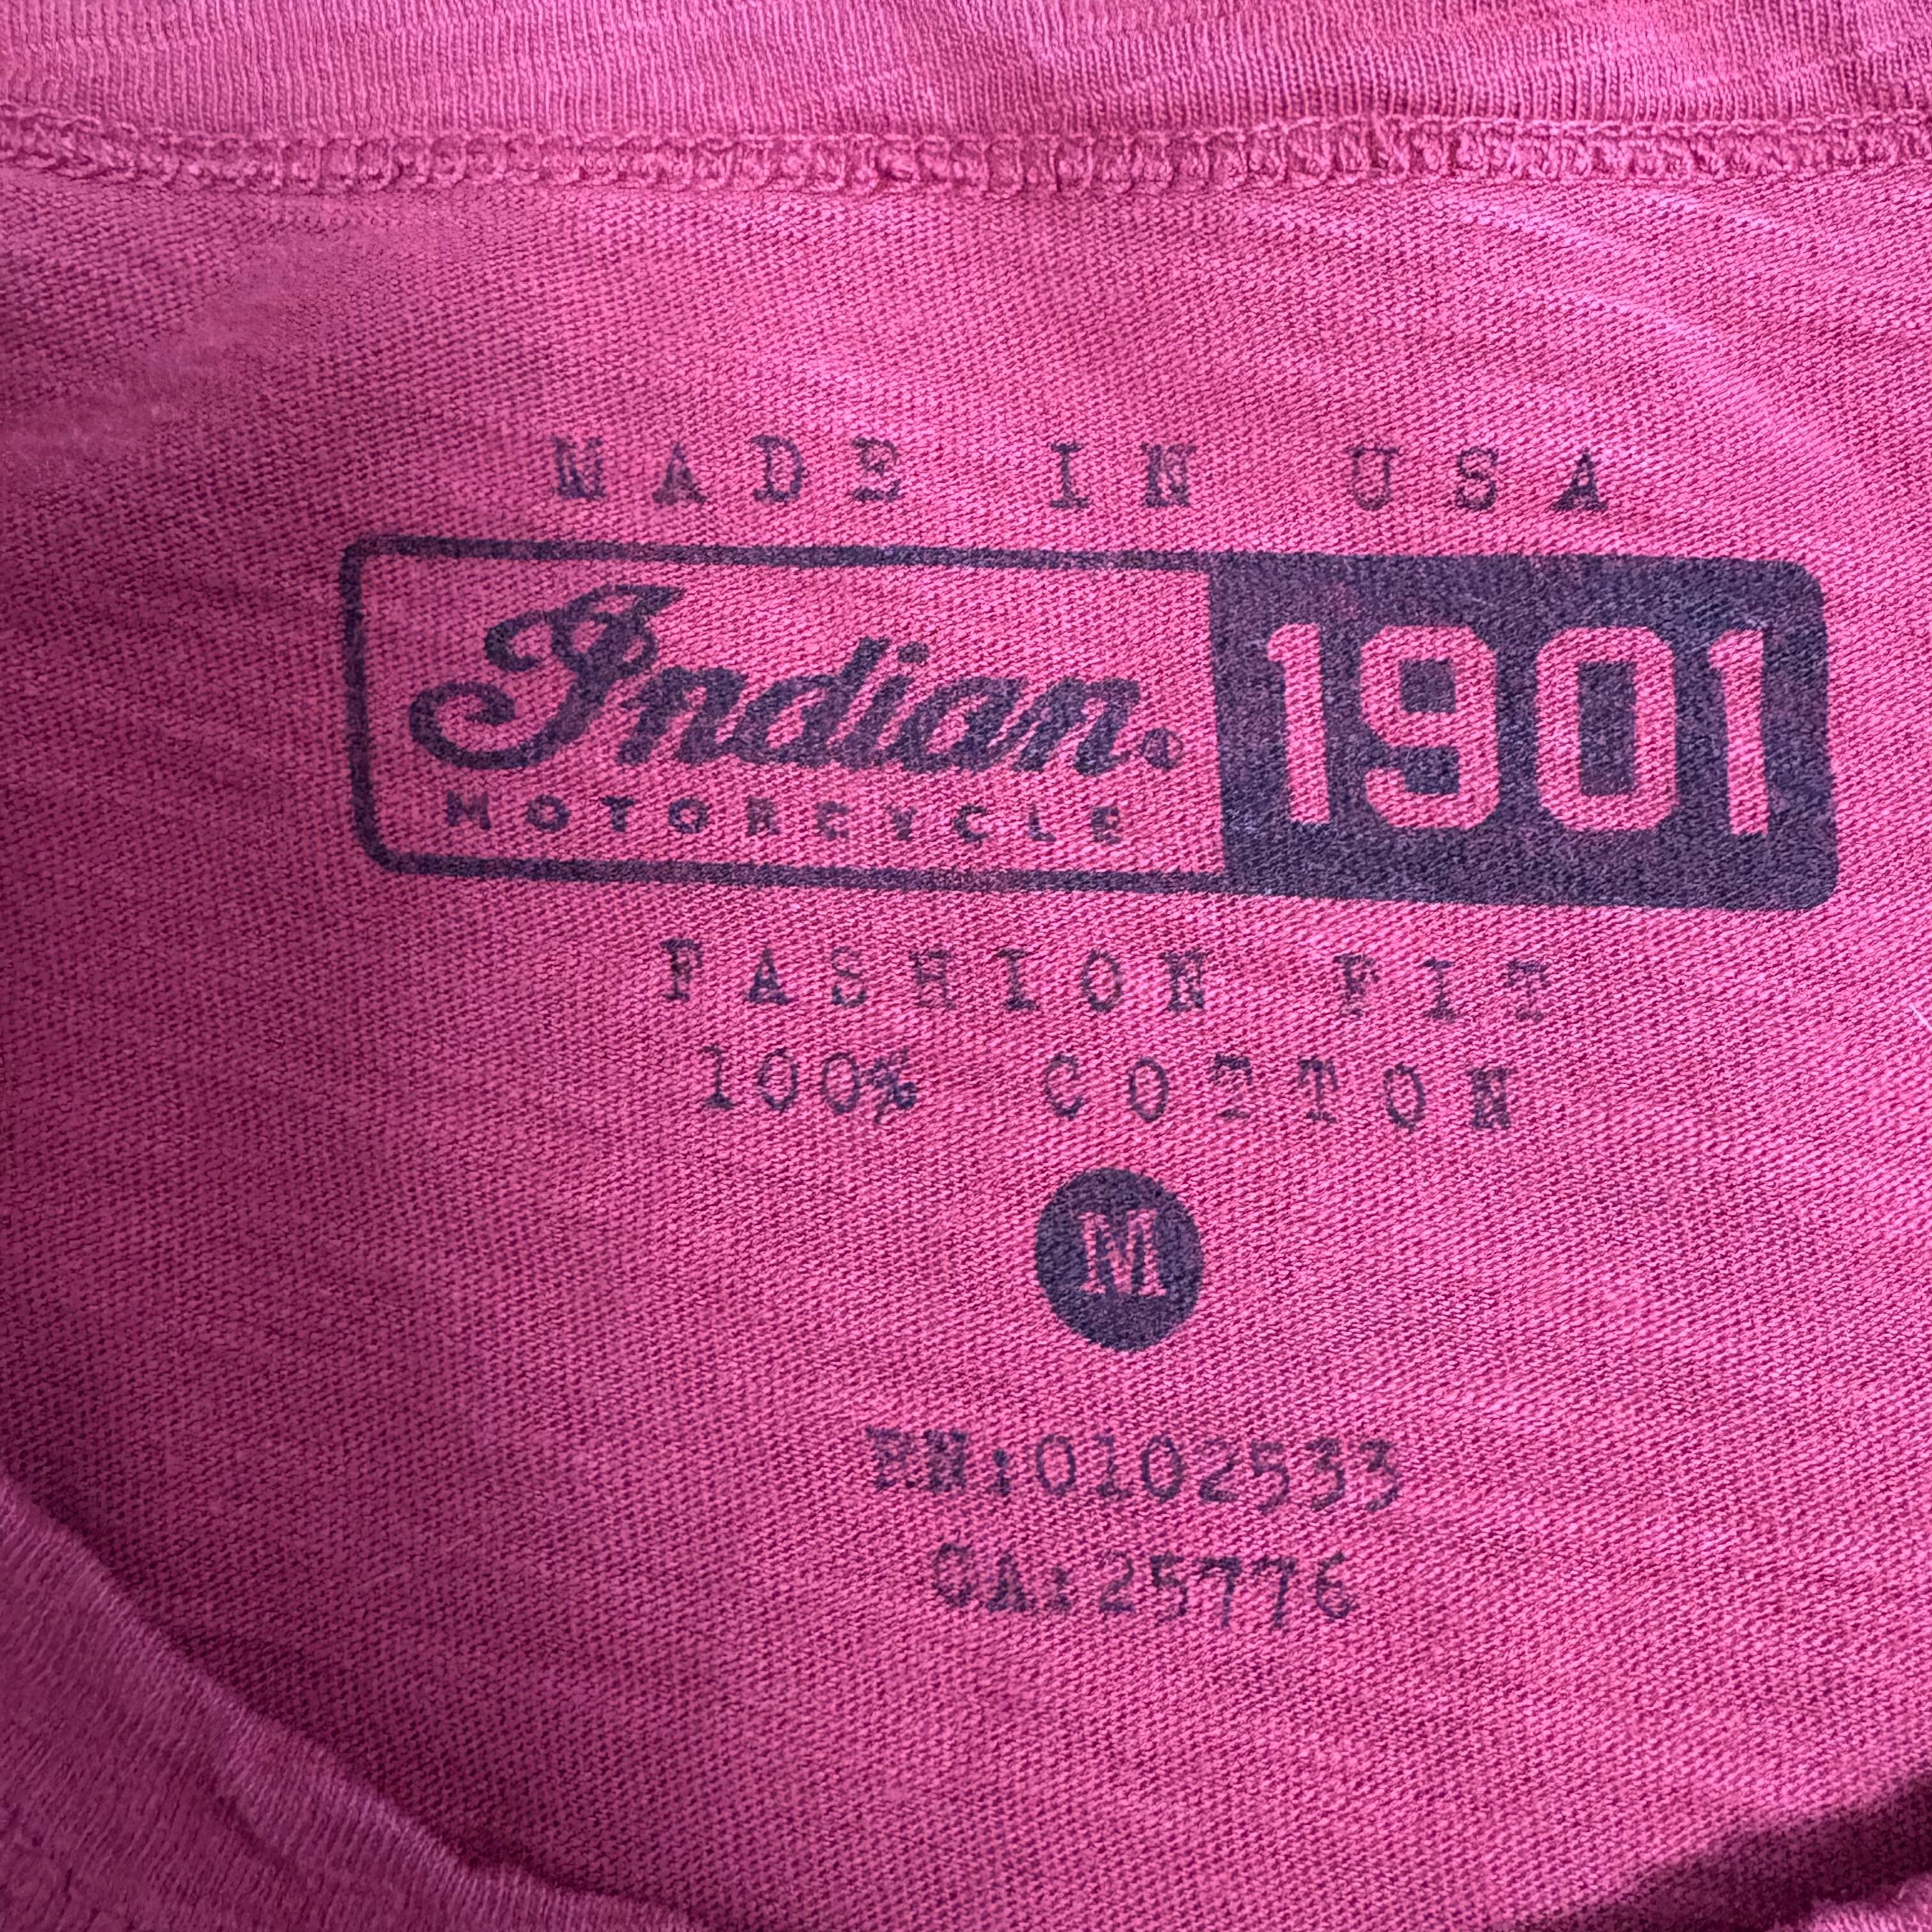 MADE IN USA
Indian® 1901
MOTORCYCLE
FASHION FIT
100% COTTON
M
RN:0102533
CA:25776